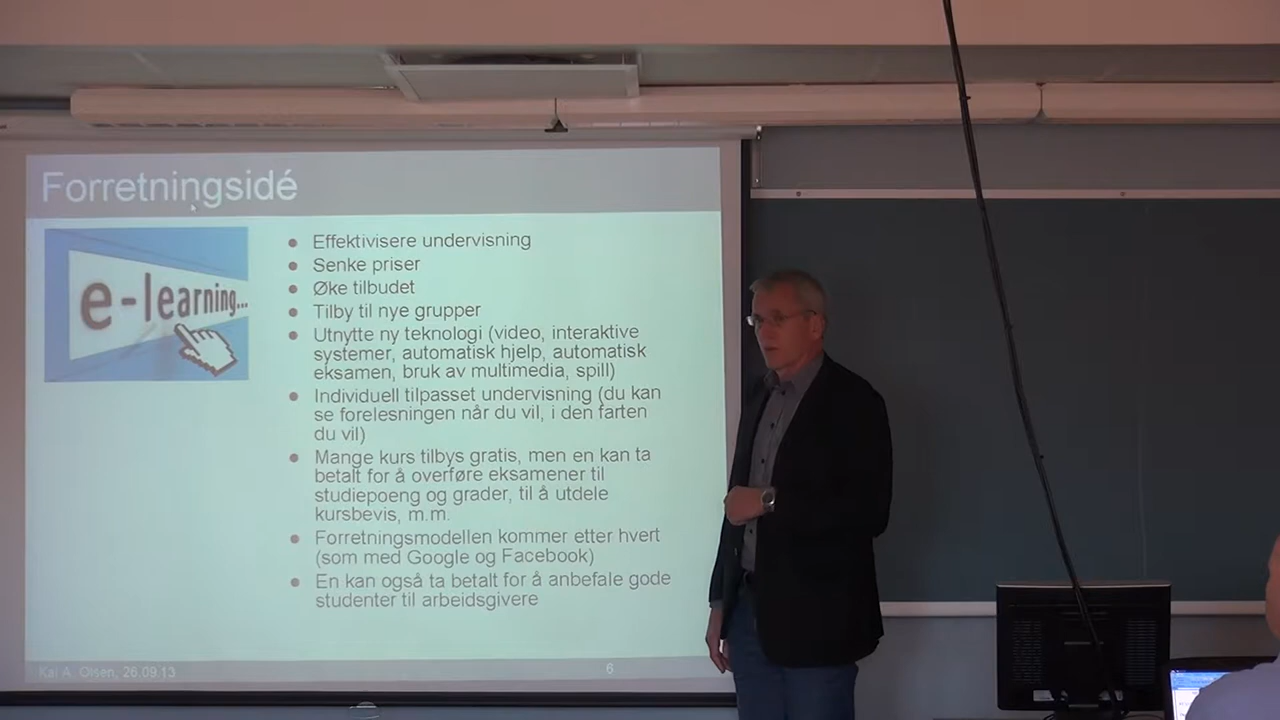 Forretningsidé
e-learning...
● Effektivisere undervisning
● Senke priser
● Øke tilbudet
● Tilby til nye grupper
● Utnytte ny teknologi (video, interaktive
systemer, automatisk hjelp, automatisk
eksamen, bruk av multimedia, spill)
● Individuell tilpasset undervisning (du kan
se forelesningen når du vil, i den farten
du vil)
● Mange kurs tilbys gratis, men en kan ta
betalt for å overføre eksamener til
studiepoeng og grader, til å utdele
kursbevis, m.m.
● Forretningsmodellen kommer etter hvert
(som med Google og Facebook)
● En kan også ta betalt for å anbefale gode
studenter til arbeidsgivere
Kai A. Olsen, 26.09.13
6